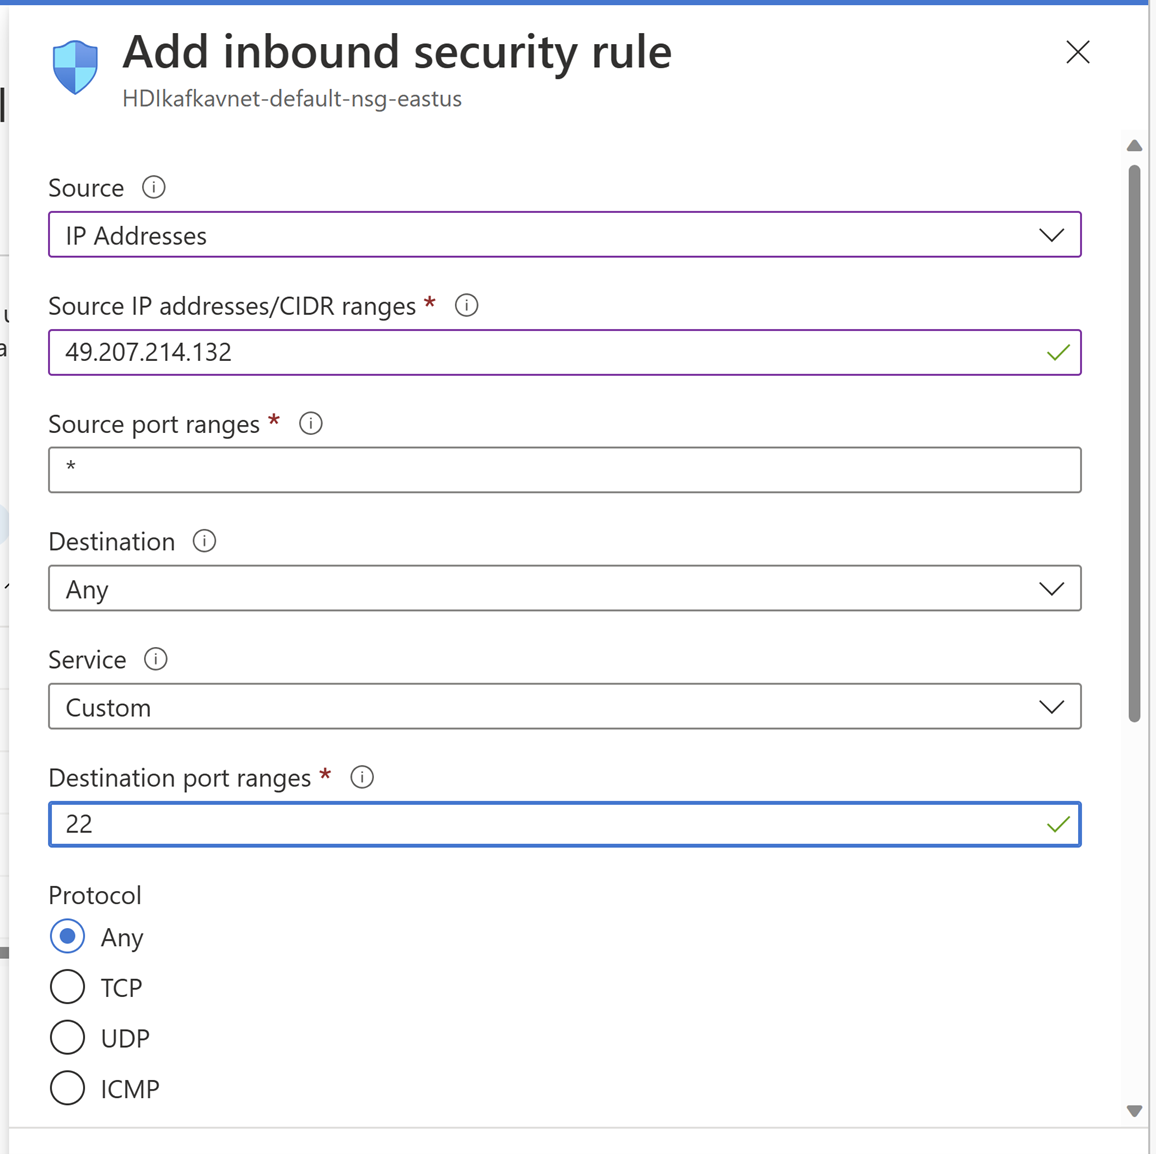 Add inbound security rule
HDIkafkavnet-default-nsg-eastus
Source
IP Addresses
Source IP addresses/CIDR ranges *
49.207.214.132
Source port ranges *
*
Destination
Any
Service
Custom
Destination port ranges *
22
Protocol
Any
TCP
UDP
ICMP